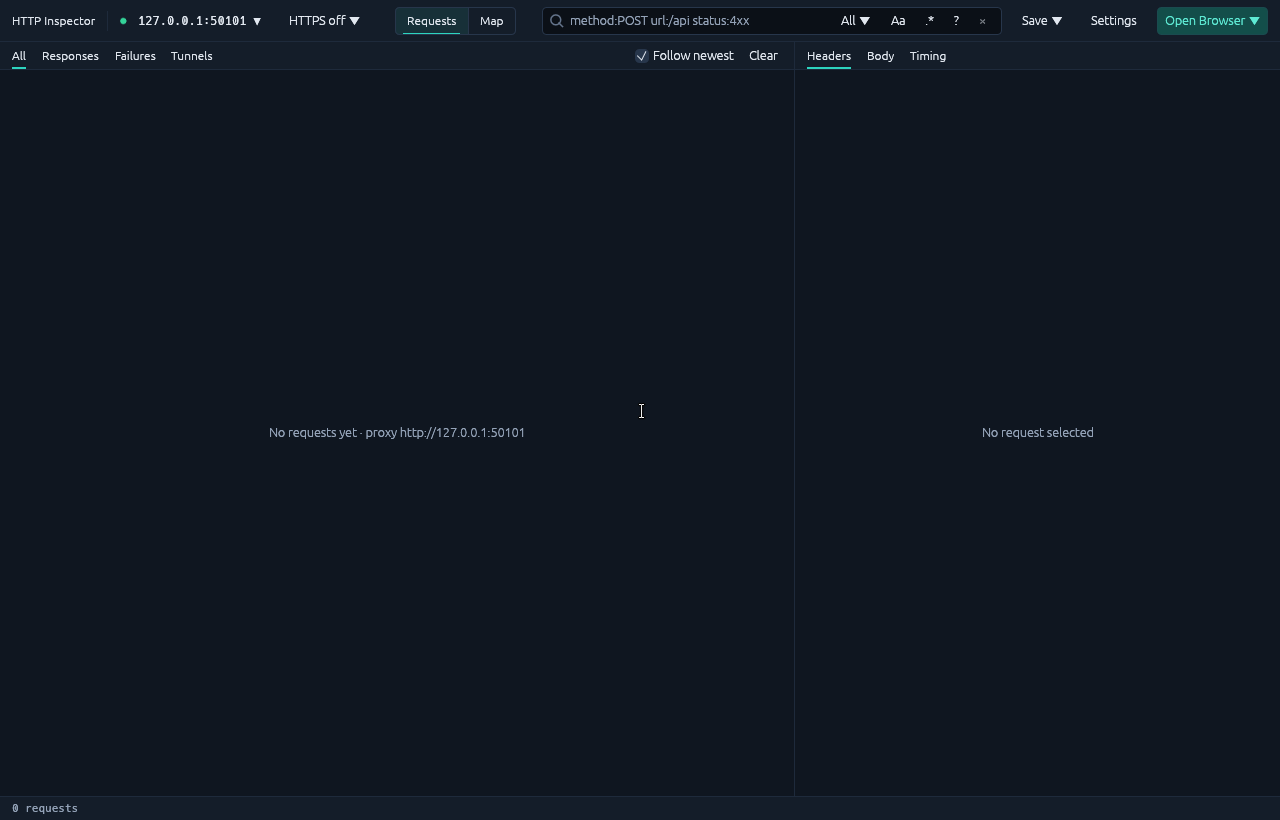 HTTP Inspector 127.0.0.1:50101 ▼ HTTPS off ▼ Requests Map method:POST url:/api status:4xx All ▼ Aa .* ? × Save ▼ Settings Open Browser ▼
All Responses Failures Tunnels Follow newest Clear Headers Body Timing
No requests yet · proxy http://127.0.0.1:50101 No request selected
0 requests